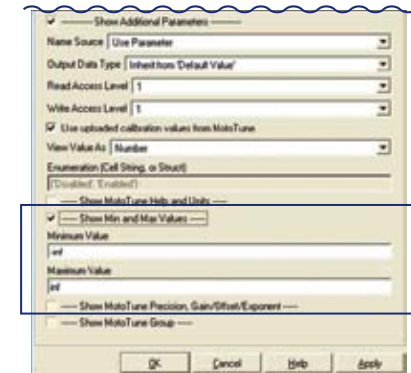 ----- Show Additional Parameters -----
Name Source Use Parameter
Output Data Type Inherit from 'Default Value'
Read Access Level 1
Write Access Level 1
Use uploaded calibration values from MotoTune
View Value As Number
Enumeration (Cell String, or Struct)
{'Disabled', 'Enabled'}
----- Show MotoTune Help and Units -----
----- Show Min and Max Values -----
Minimum Value
-inf
Maximum Value
inf
----- Show MotoTune Precision, Gain/Offset/Exponent -----
----- Show MotoTune Group -----
OK Cancel Help Apply